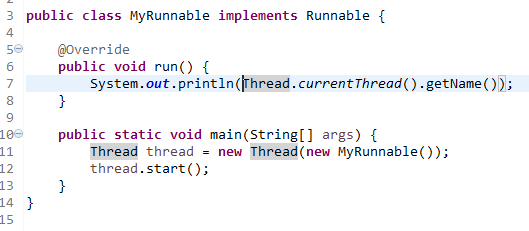 3 public class MyRunnable implements Runnable {
4
5 @Override
6 public void run() {
7 System.out.println(Thread.currentThread().getName());
8 }
9
10 public static void main(String[] args) {
11 Thread thread = new Thread(new MyRunnable());
12 thread.start();
13 }
14 }
15